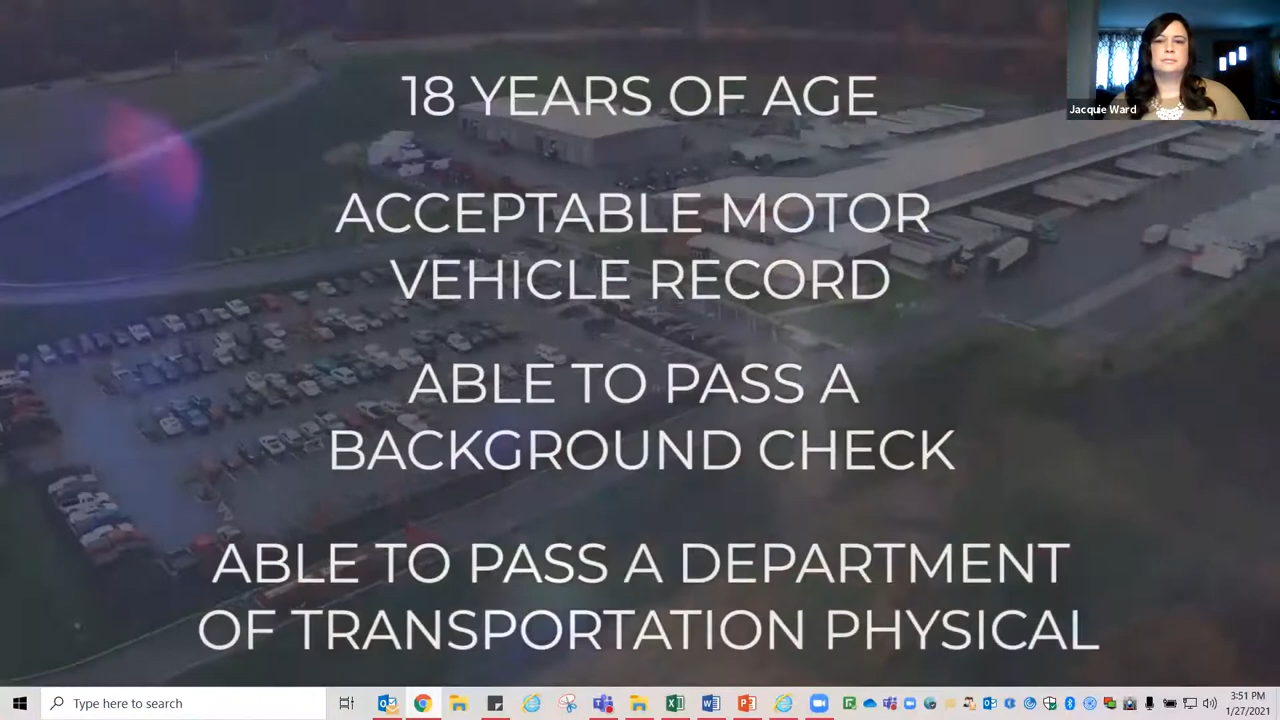 18 YEARS OF AGE
Jacquie Ward
ACCEPTABLE MOTOR
VEHICLE RECORD
ABLE TO PASS A
BACKGROUND CHECK
ABLE TO PASS A DEPARTMENT
OF TRANSPORTATION PHYSICAL
Type here to search
3:51 PM
1/27/2021